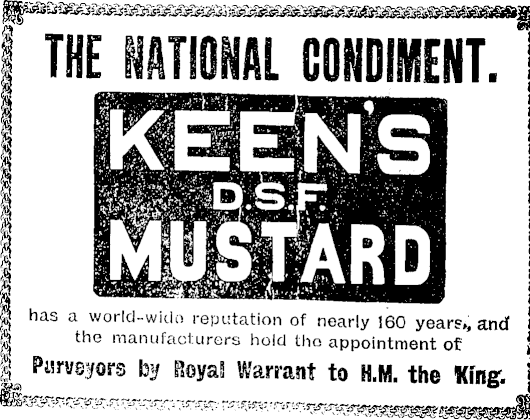 THE NATIONAL CONDIMENT.
KEEN'S
D.S.F.
MUSTARD
has a world-wide reputation of nearly 160 years, and
the manufacturers hold the appointment of
Purveyors by Royal Warrant to H.M. the King.